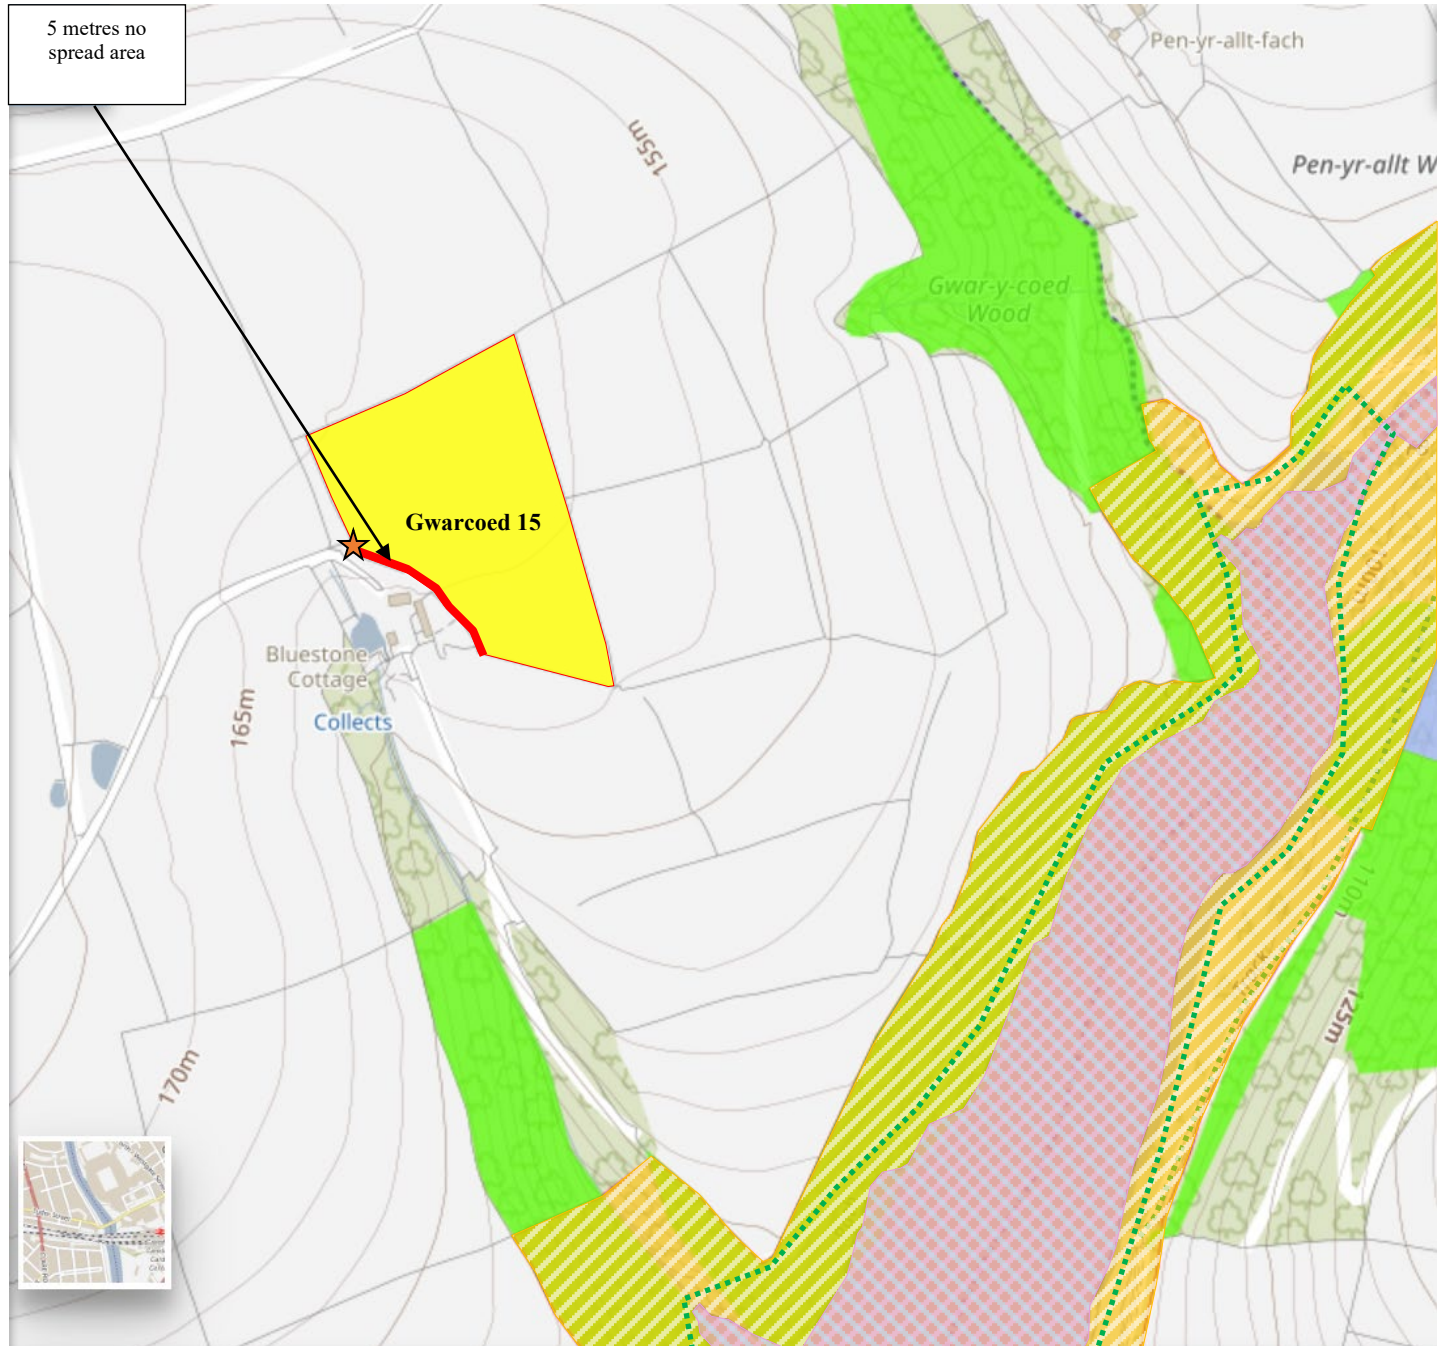 5 metres no
spread area
Pen-yr-allt-fach
155m
Pen-yr-allt W
Gwar-y-coed
Wood
Gwarcoed 15
Bluestone
Cottage
Collects
165m
110m
125m
170m